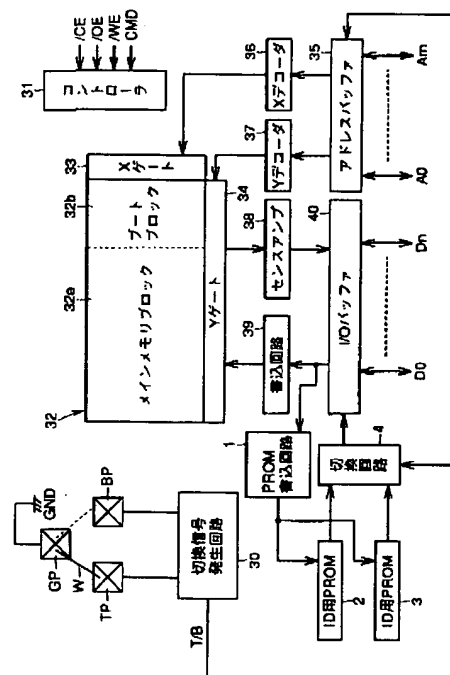 31
コントローラ
/CE
/OE
/WE
CMD
32
32a
メインメモリブロック
32b
ブート
ブロック
33
Xゲート
34
Yゲート
36
Xデコーダ
37
Yデコーダ
38
センスアンプ
39
書込回路
35
アドレスバッファ
A0
Am
40
I/Oバッファ
D0
Dn
1
PROM
書込回路
4
切換回路
ID用PROM
2
ID用PROM
3
GND
GP
W
BP
TP
切換信号
発生回路
30
T/B